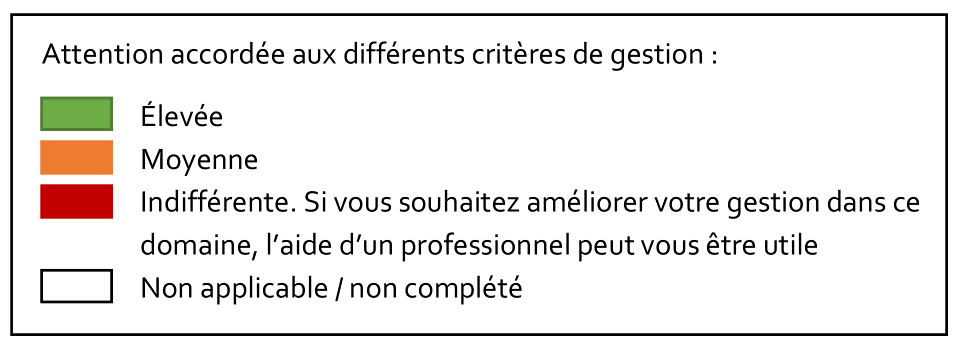 Attention accordée aux différents critères de gestion :
Élevée
Moyenne
Indifférente. Si vous souhaitez améliorer votre gestion dans ce
domaine, l’aide d’un professionnel peut vous être utile
Non applicable / non complété